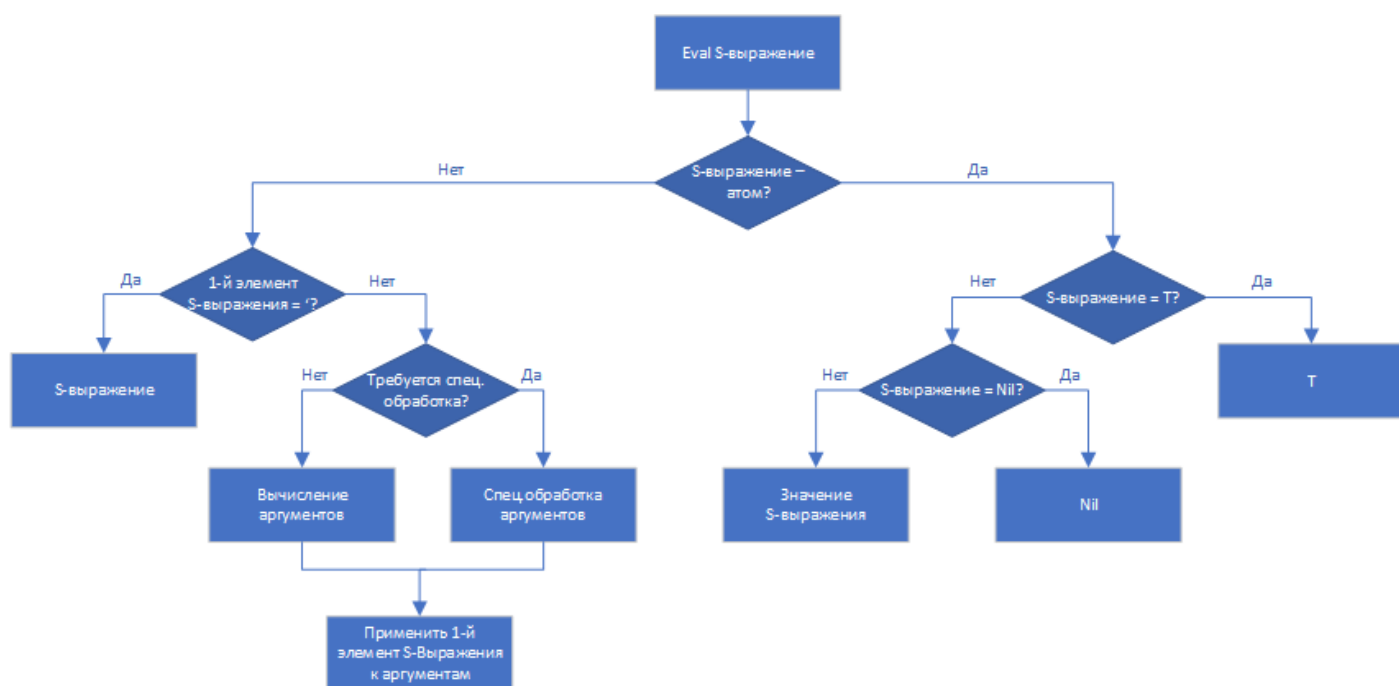 Eval S-выражение
S-выражение –
атом?
Нет
Да
1-й элемент
S-выражения = ‘?
Да
Нет
S-выражение = T?
Нет
Да
S-выражение
Требуется спец.
обработка?
Нет
Да
S-выражение = Nil?
Нет
Да
T
Вычисление
аргументов
Спец.обработка
аргументов
Значение
S-выражения
Nil
Применить 1-й
элемент S-Выражения
к аргументам